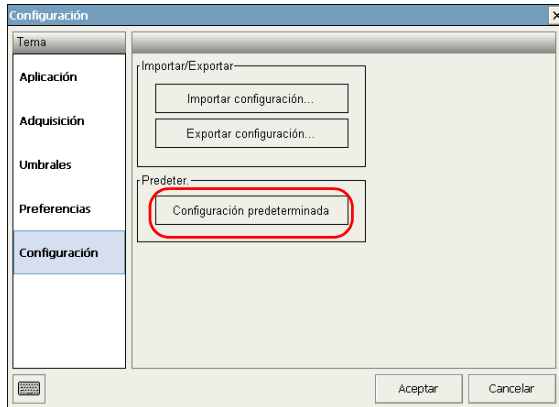 Configuración
Tema
Aplicación
Adquisición
Umbrales
Preferencias
Configuración
Importar/Exportar
Importar configuración...
Exportar configuración...
Predeter.
Configuración predeterminada
Aceptar
Cancelar